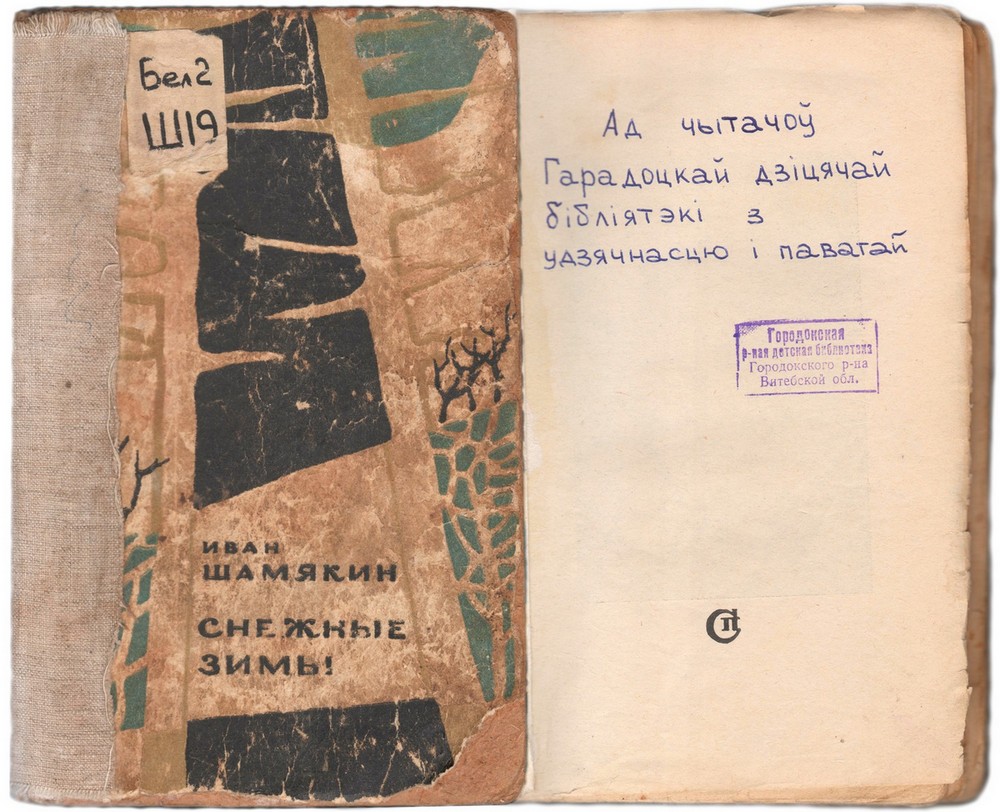 Бел2
Ш19
ИВАН
ШАМЯКИН
СНЕЖНЫЕ
ЗИМЫ
Ад чытачоў
Гарадоцкай дзіцячай
бібліятэкі з
удзячнасцю і павагай
Городокская
р-ная детская библиотека
Городокского р-на
Витебской обл.
СП